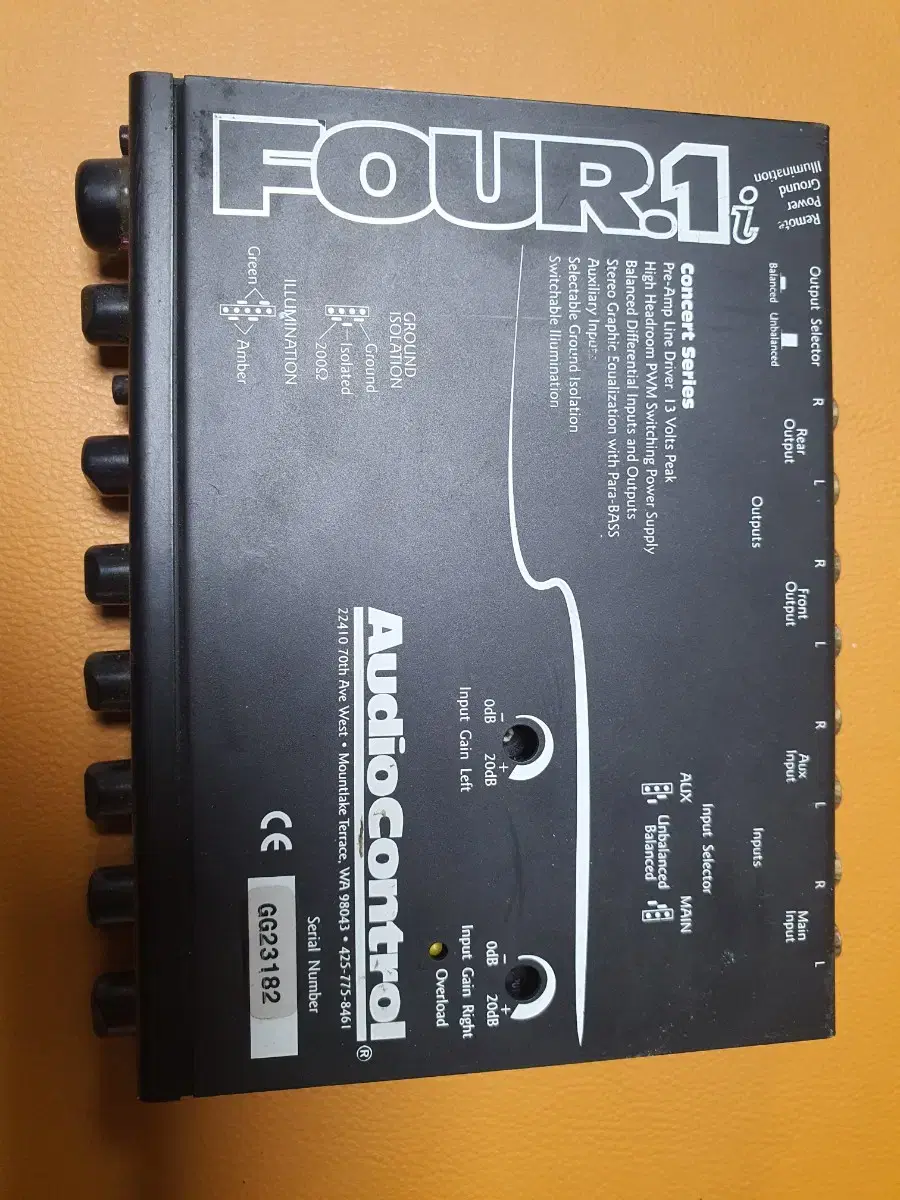 FOUR.1i
Concert Series
Pre-Amp Line Driver 13 Volts Peak
High Headroom PWM Switching Power Supply
Balanced Differential Inputs and Outputs
Stereo Graphic Equalization with Para-BASS
Auxiliary Inputs
Selectable Ground Isolation
Switchable Illumination
Remote
Power
Ground
Illumination
Output Selector
Balanced Unbalanced
R Rear Output L
Outputs
R Front Output L
R Aux Input L
Inputs
R Main Input L
Input Selector
AUX MAIN
Unbalanced
Balanced
GROUND
ISOLATION
Ground
Isolated
200Ω
ILLUMINATION
Green
Amber
– +
0dB 20dB
Input Gain Left
– +
0dB 20dB
Input Gain Right
Overload
AudioControl®
22410 70th Ave West • Mountlake Terrace, WA 98043 • 425-775-8461
CE
Serial Number
GG23182